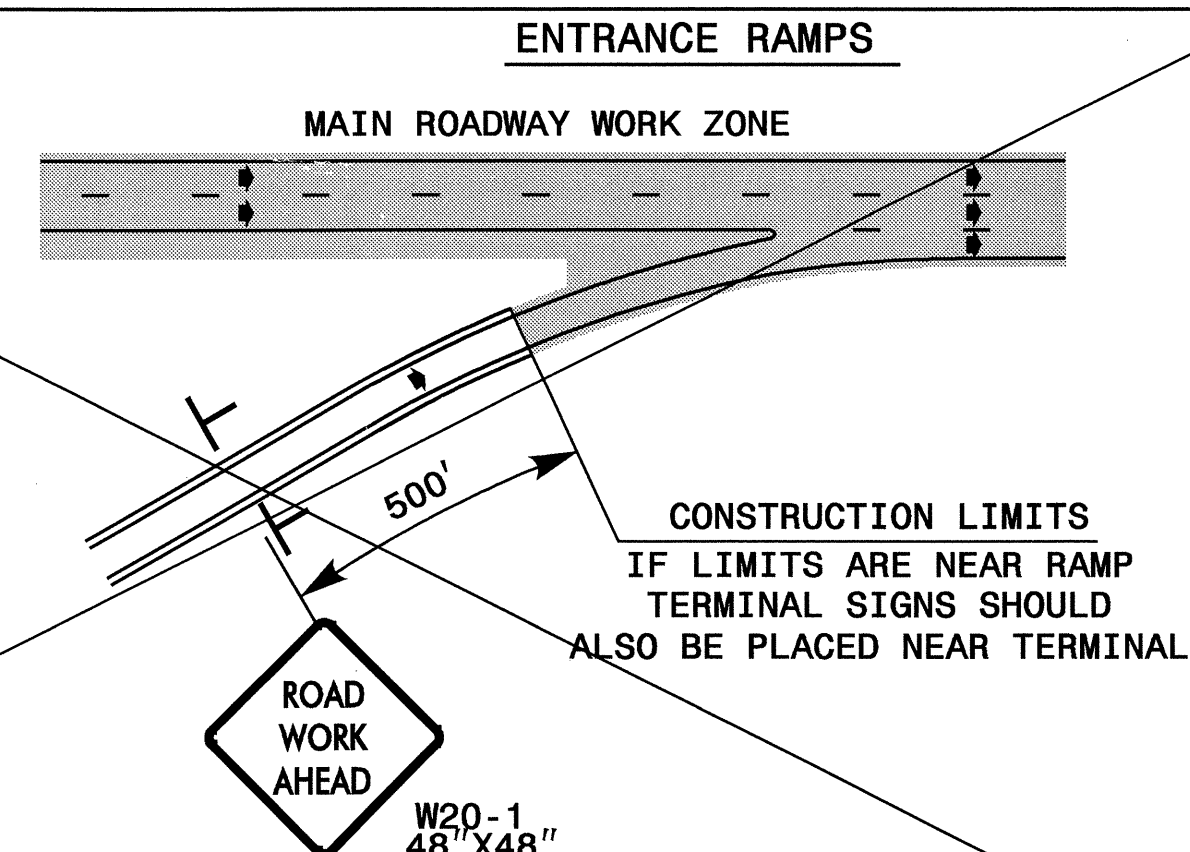 ENTRANCE RAMPS
MAIN ROADWAY WORK ZONE
500'
CONSTRUCTION LIMITS
IF LIMITS ARE NEAR RAMP
TERMINAL SIGNS SHOULD
ALSO BE PLACED NEAR TERMINAL
ROAD
WORK
AHEAD
W20-1
48"X48"